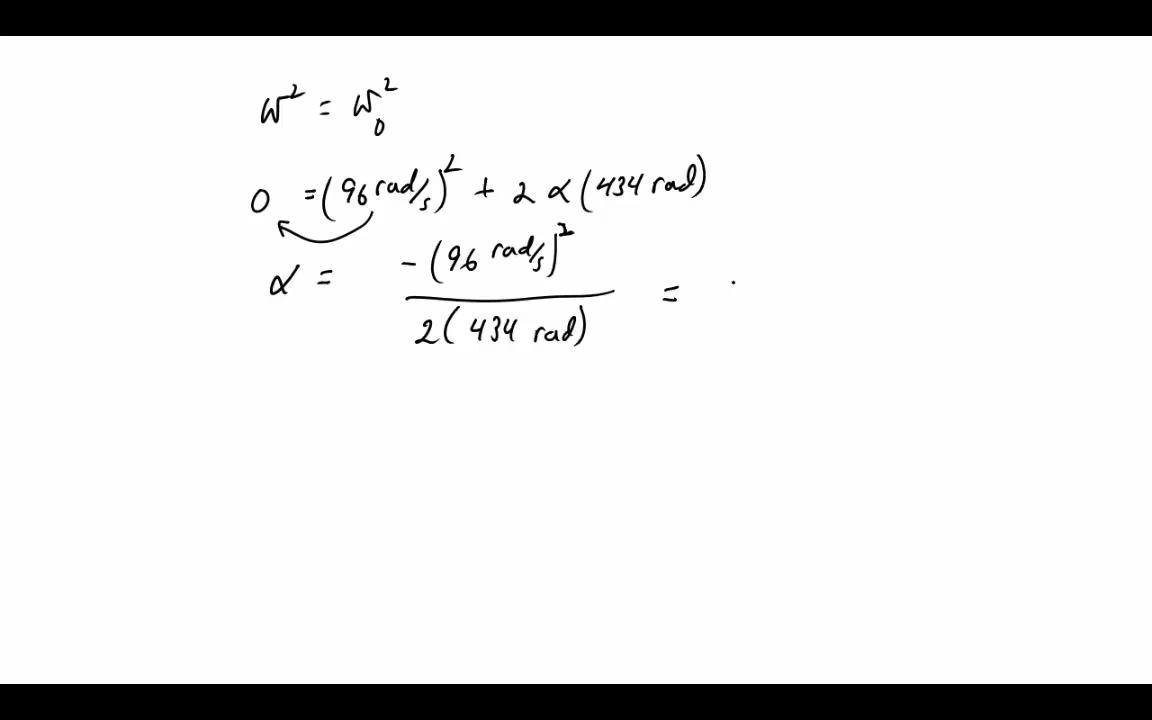 ω² = ω₀²
0 = (96 rad/s)² + 2 α (434 rad)
α = -(96 rad/s)² / 2(434 rad) =